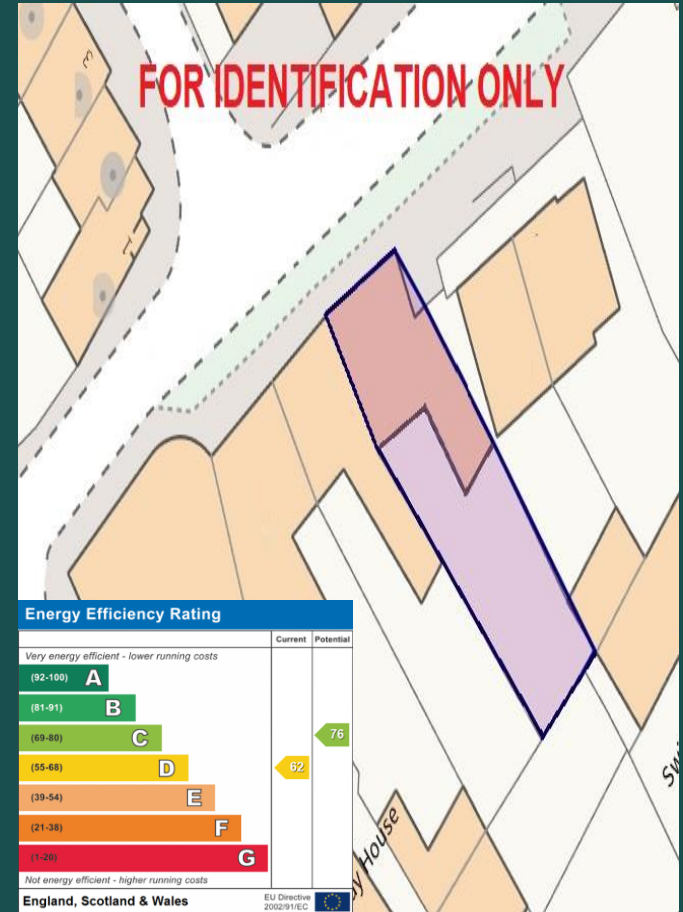 3
FOR IDENTIFICATION ONLY
1
Energy Efficiency Rating
Current Potential
Very energy efficient - lower running costs
(92-100) A
(81-91) B
(69-80) C 76
(55-68) D 62
(39-54) E
(21-38) F
(1-20) G
Not energy efficient - higher running costs
England, Scotland & Wales
EU Directive
2002/91/EC
House